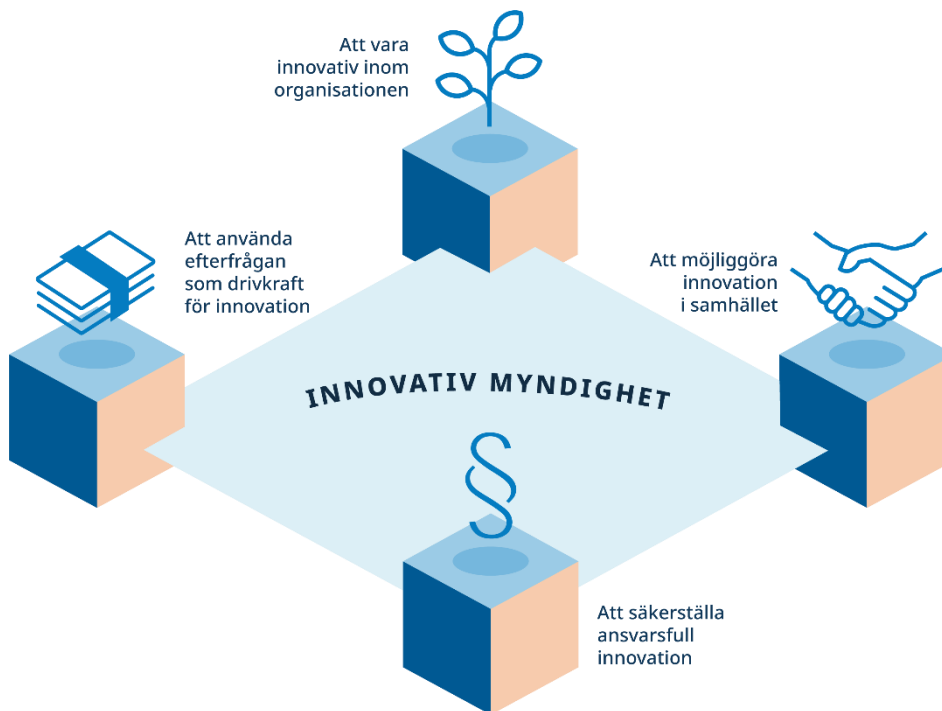 Att vara
innovativ inom
organisationen
Att använda
efterfrågan
som drivkraft
för innovation
Att möjliggöra
innovation
i samhället
INNOVATIV MYNDIGHET
§
Att säkerställa
ansvarsfull
innovation